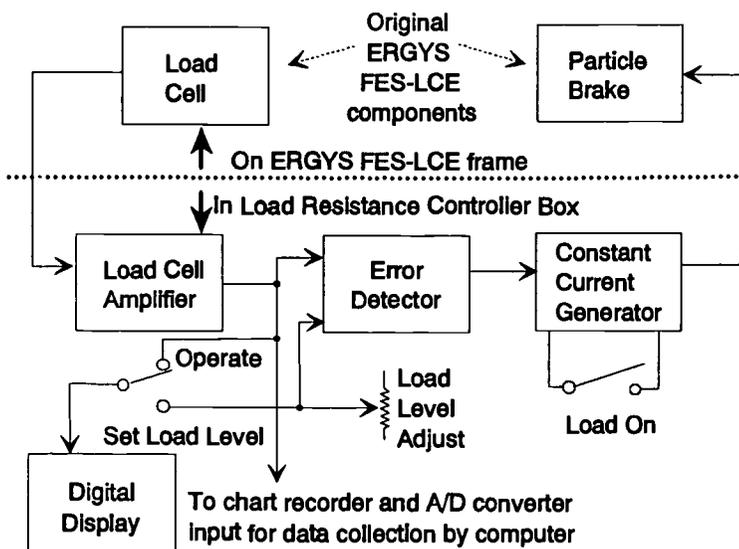 Original
ERGYS
FES-LCE
components
Load
Cell
Particle
Brake
On ERGYS FES-LCE frame
In Load Resistance Controller Box
Load Cell
Amplifier
Error
Detector
Constant
Current
Generator
Operate
Set Load Level
Load
Level
Adjust
Load On
Digital
Display
To chart recorder and A/D converter
input for data collection by computer